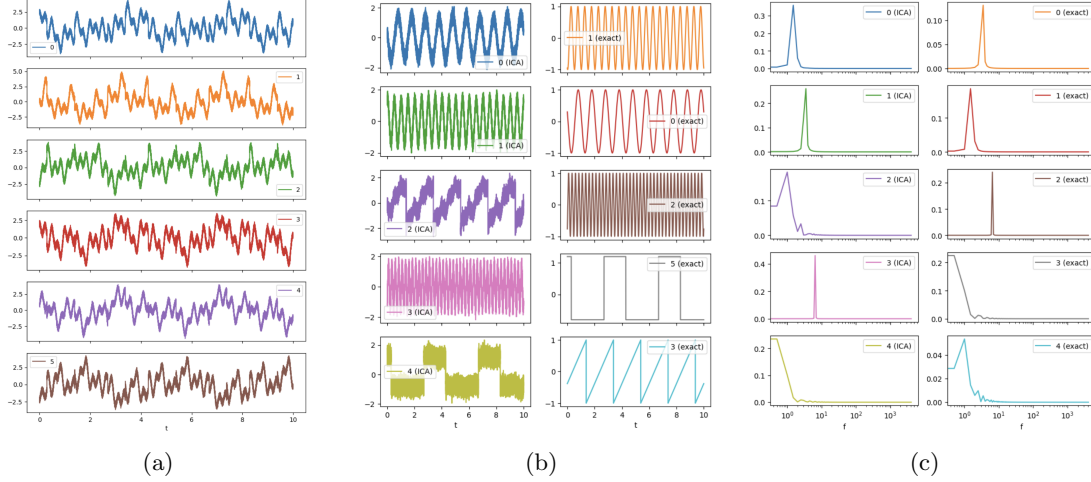 2.5
0.0
−2.5
0
5.0
2.5
0.0
−2.5
1
2.5
0.0
−2.5
2
2.5
0.0
−2.5
3
2.5
0.0
−2.5
4
2.5
0.0
−2.5
5
0 2 4 6 8 10
t
(a)
2
0
−2
0 (ICA)
1
0
−1
1 (exact)
2
0
−2
1 (ICA)
1
0
−1
0 (exact)
2
0
−2
2 (ICA)
1
0
−1
2 (exact)
2
0
−2
3 (ICA)
1
0
5 (exact)
2
0
−2
4 (ICA)
1
0
−1
3 (exact)
0 2 4 6 8 10
t
0 2 4 6 8 10
t
(b)
0.3
0.2
0.1
0.0
0 (ICA)
0.10
0.05
0.00
0 (exact)
0.2
0.1
0.0
1 (ICA)
0.2
0.1
0.0
1 (exact)
0.1
0.0
2 (ICA)
0.2
0.1
0.0
2 (exact)
0.4
0.2
0.0
3 (ICA)
0.2
0.1
0.0
3 (exact)
0.2
0.1
0.0
4 (ICA)
0.04
0.02
0.00
4 (exact)
10⁰ 10¹ 10² 10³
f
10⁰ 10¹ 10² 10³
f
(c)